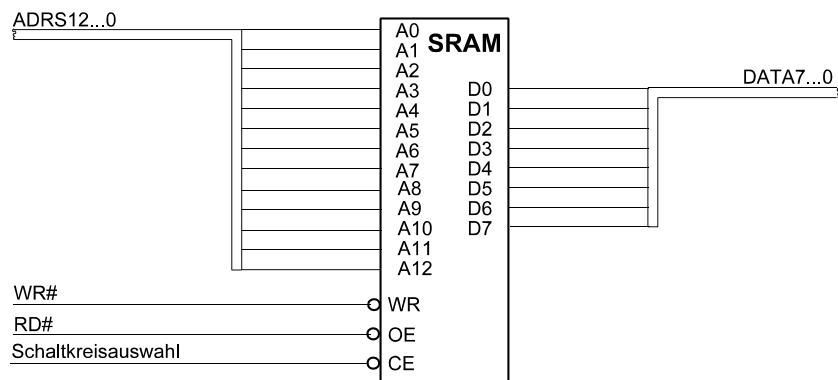 ADRS12...0
SRAM
DATA7...0
A0
A1
A2
A3
A4
A5
A6
A7
A8
A9
A10
A11
A12
D0
D1
D2
D3
D4
D5
D6
D7
WR#
WR
RD#
OE
Schaltkreisauswahl
CE